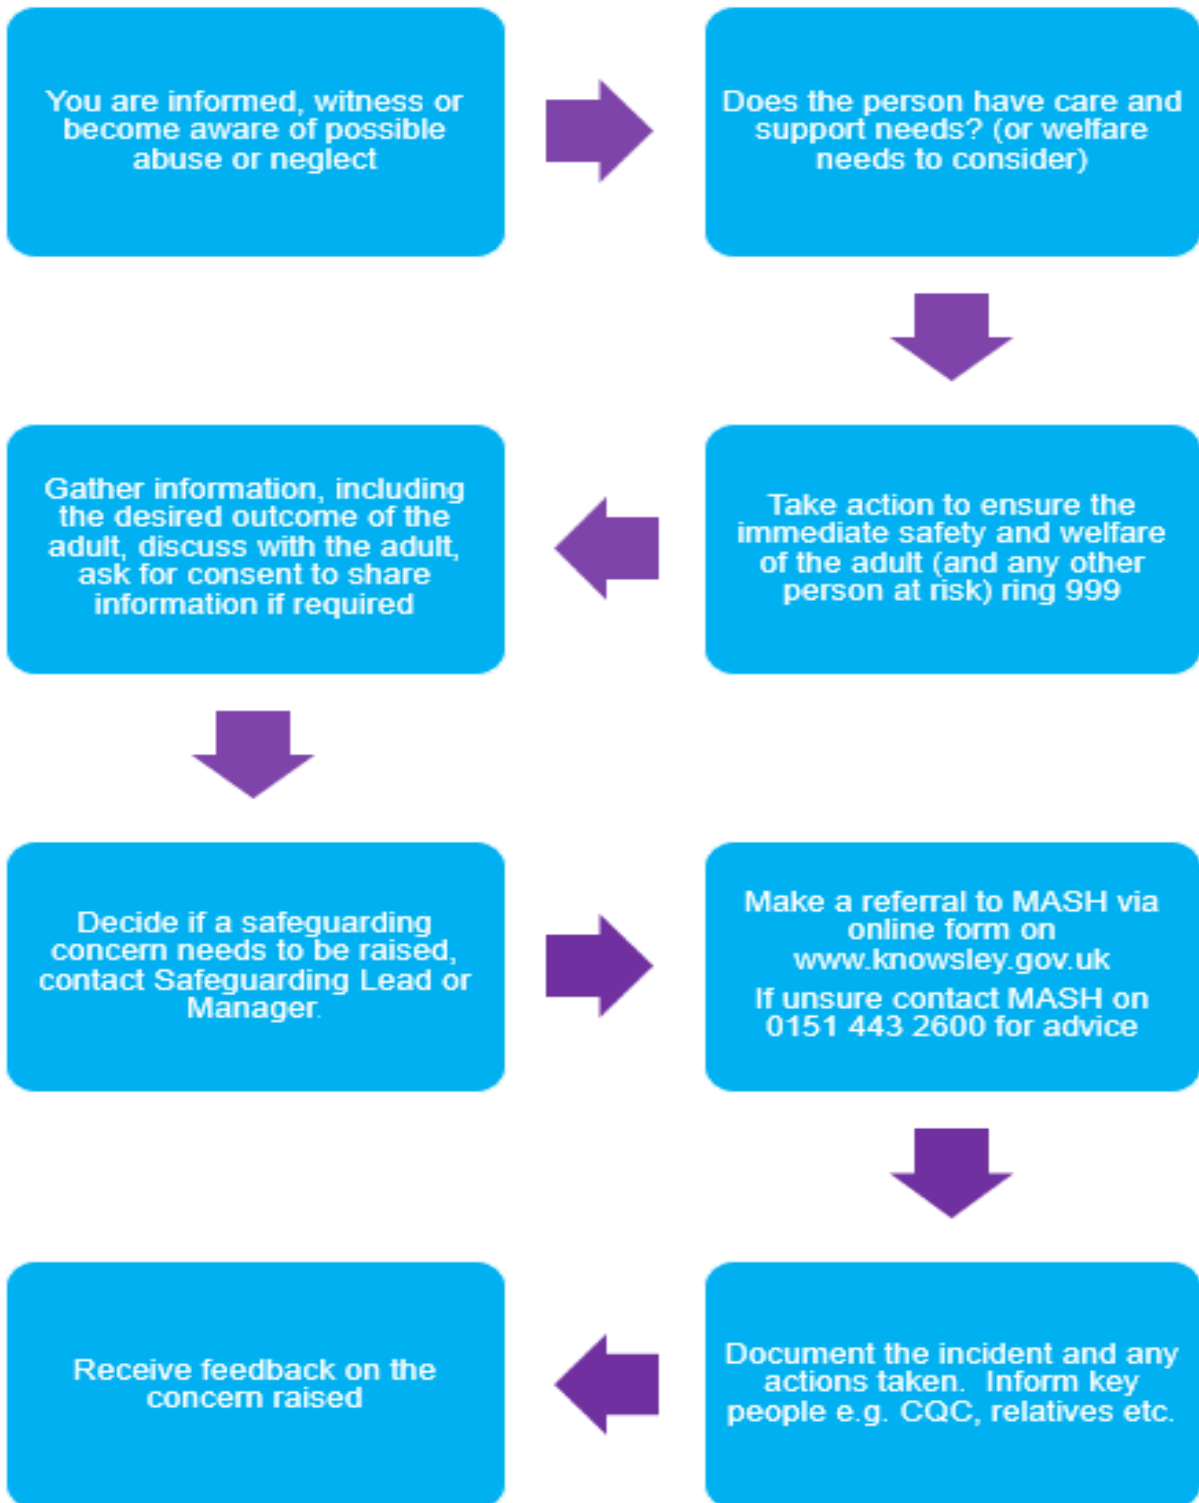 You are informed, witness or
become aware of possible
abuse or neglect
Does the person have care and
support needs? (or welfare
needs to consider)
Take action to ensure the
immediate safety and welfare
of the adult (and any other
person at risk) ring 999
Gather information, including
the desired outcome of the
adult, discuss with the adult,
ask for consent to share
information if required
Decide if a safeguarding
concern needs to be raised,
contact Safeguarding Lead or
Manager.
Make a referral to MASH via
online form on
www.knowsley.gov.uk
If unsure contact MASH on
0151 443 2600 for advice
Document the incident and any
actions taken.  Inform key
people e.g. CQC, relatives etc.
Receive feedback on the
concern raised